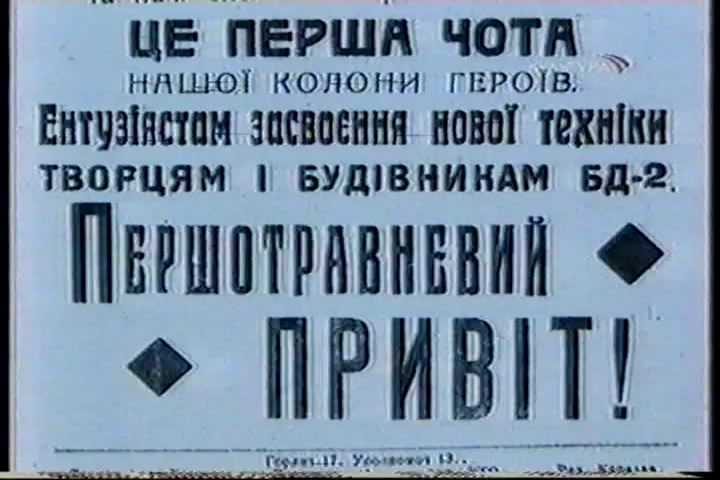 ЦЕ ПЕРША ЧОТА
НАШОЇ КОЛОНИ ГЕРОЇВ.
Ентузіястам засвоєння нової техніки
ТВОРЦЯМ І БУДІВНИКАМ БД-2.
ПЕРШОТРАВНЕВИЙ
ПРИВІТ!